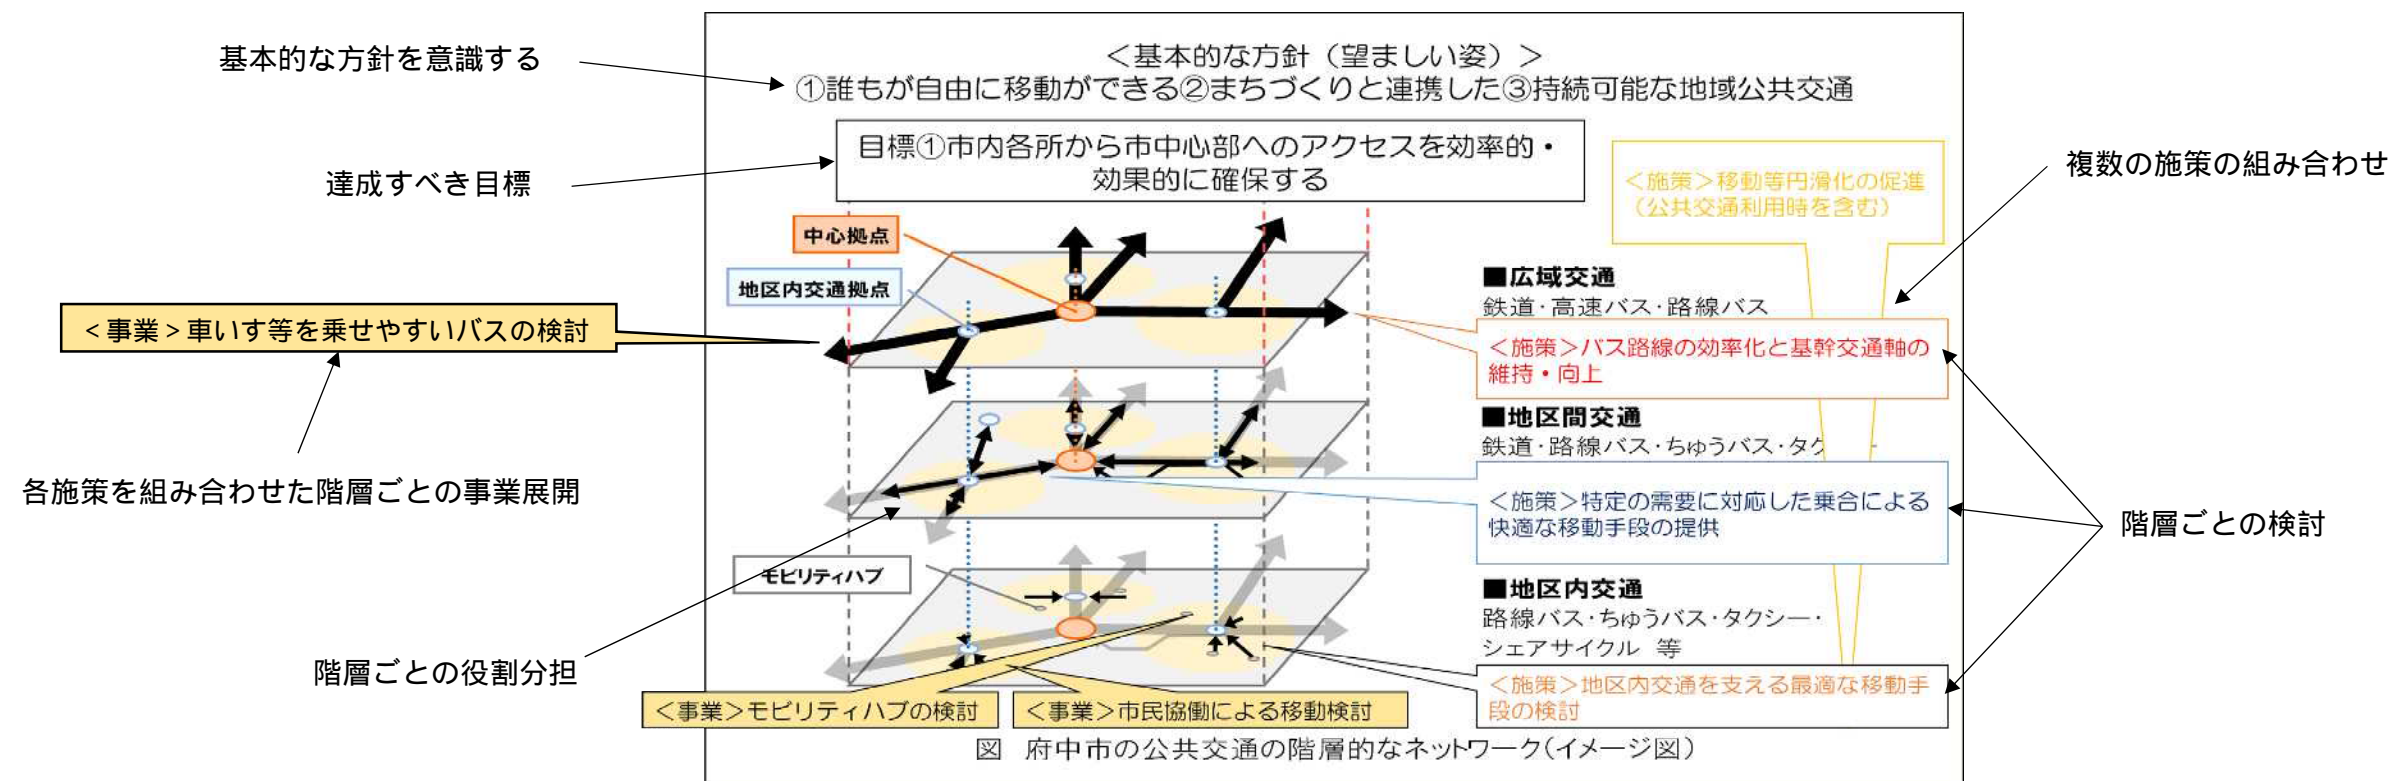 基本的な方針を意識する
＜基本的な方針（望ましい姿）＞
①誰もが自由に移動ができる②まちづくりと連携した③持続可能な地域公共交通
達成すべき目標
目標①市内各所から市中心部へのアクセスを効率的・
効果的に確保する
＜施策＞移動等円滑化の促進
（公共交通利用時を含む）
複数の施策の組み合わせ
中心拠点
地区内交通拠点
＜事業＞車いす等を乗せやすいバスの検討
■広域交通
鉄道・高速バス・路線バス
＜施策＞バス路線の効率化と基幹交通軸の
維持・向上
■地区間交通
鉄道・路線バス・ちゅうバス・タク
各施策を組み合わせた階層ごとの事業展開
＜施策＞特定の需要に対応した乗合による
快適な移動手段の提供
階層ごとの検討
モビリティハブ
■地区内交通
路線バス・ちゅうバス・タクシー・
シェアサイクル 等
階層ごとの役割分担
＜施策＞地区内交通を支える最適な移動手
段の検討
＜事業＞モビリティハブの検討
＜事業＞市民協働による移動検討
図 府中市の公共交通の階層的なネットワーク（イメージ図）